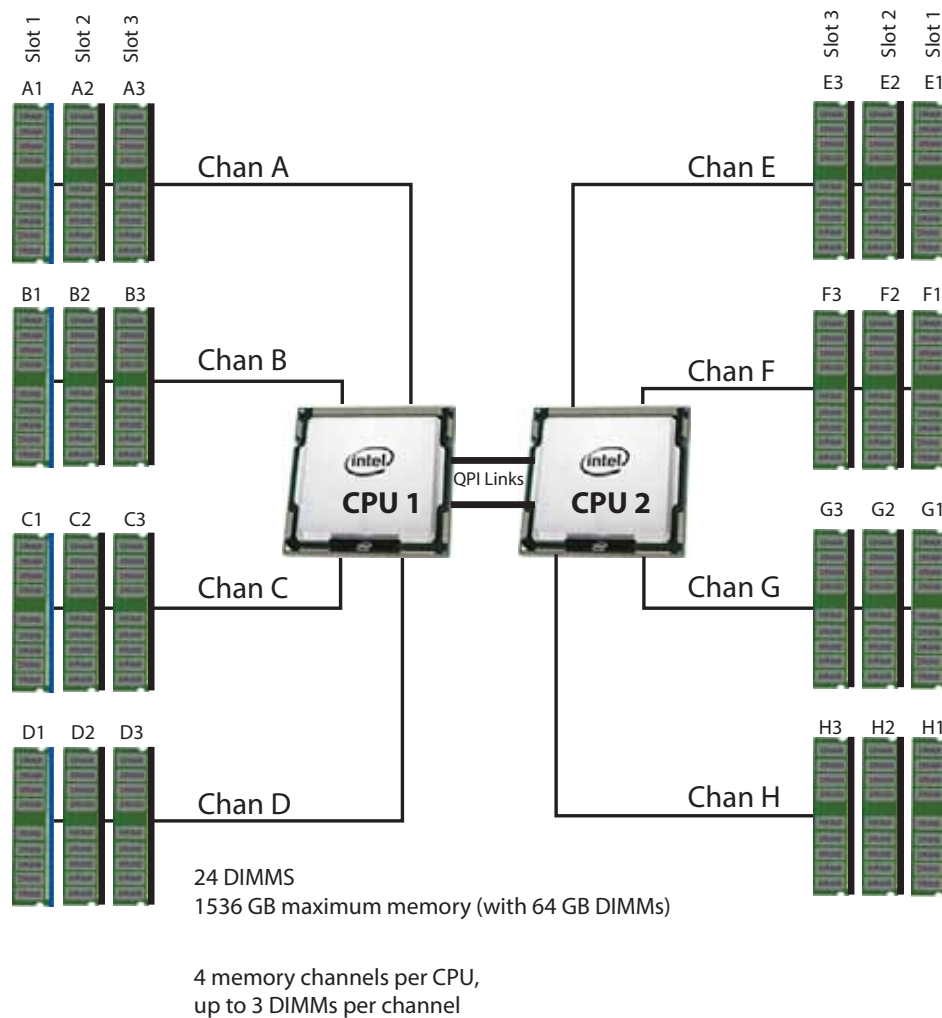 Slot 1
Slot 2
Slot 3
Slot 3
Slot 2
Slot 1
A1 A2 A3
E3 E2 E1
Chan A
Chan E
B1 B2 B3
F3 F2 F1
Chan B
Chan F
intel
CPU 1
QPI Links
intel
CPU 2
C1 C2 C3
G3 G2 G1
Chan C
Chan G
D1 D2 D3
H3 H2 H1
Chan D
Chan H
24 DIMMS
1536 GB maximum memory (with 64 GB DIMMs)
4 memory channels per CPU,
up to 3 DIMMs per channel